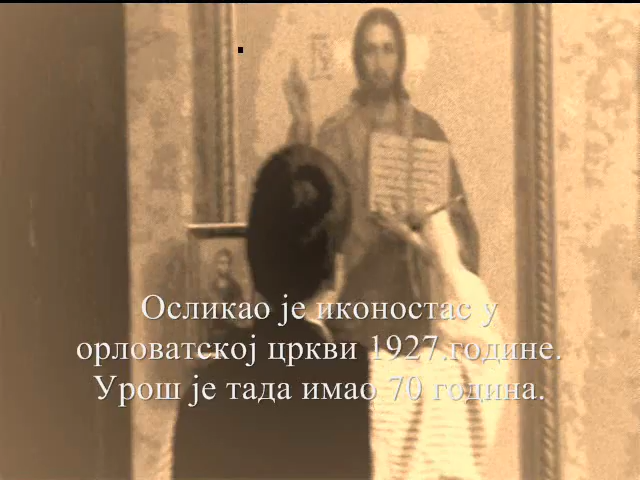 Осликао је иконостас у
орловатској цркви 1927.године.
Урош је тада имао 70 година.